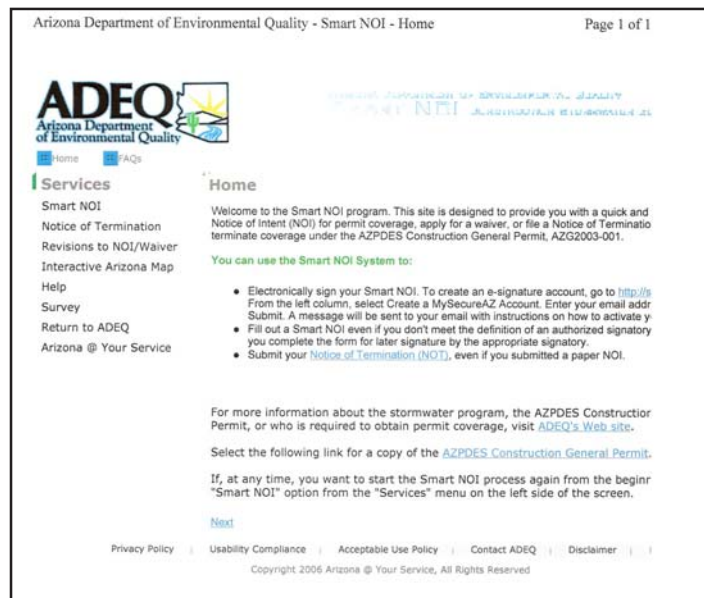 Arizona Department of Environmental Quality - Smart NOI - Home Page 1 of 1
ADEQ
Arizona Department
of Environmental Quality
Home FAQs
Services
Smart NOI
Notice of Termination
Revisions to NOI/Waiver
Interactive Arizona Map
Help
Survey
Return to ADEQ
Arizona @ Your Service
Home
Welcome to the Smart NOI program. This site is designed to provide you with a quick and
Notice of Intent (NOI) for permit coverage, apply for a waiver, or file a Notice of Terminatio
terminate coverage under the AZPDES Construction General Permit, AZG2003-001.
You can use the Smart NOI System to:
● Electronically sign your Smart NOI. To create an e-signature account, go to http://s
From the left column, select Create a MySecureAZ Account. Enter your email addr
Submit. A message will be sent to your email with instructions on how to activate y
● Fill out a Smart NOI even if you don't meet the definition of an authorized signatory
you complete the form for later signature by the appropriate signatory.
● Submit your Notice of Termination (NOT), even if you submitted a paper NOI.
For more information about the stormwater program, the AZPDES Construction
Permit, or who is required to obtain permit coverage, visit ADEQ's Web site.
Select the following link for a copy of the AZPDES Construction General Permit.
If, at any time, you want to start the Smart NOI process again from the beginr
"Smart NOI" option from the "Services" menu on the left side of the screen.
Next
Privacy Policy | Usability Compliance | Acceptable Use Policy | Contact ADEQ | Disclaimer |
Copyright 2006 Arizona @ Your Service, All Rights Reserved